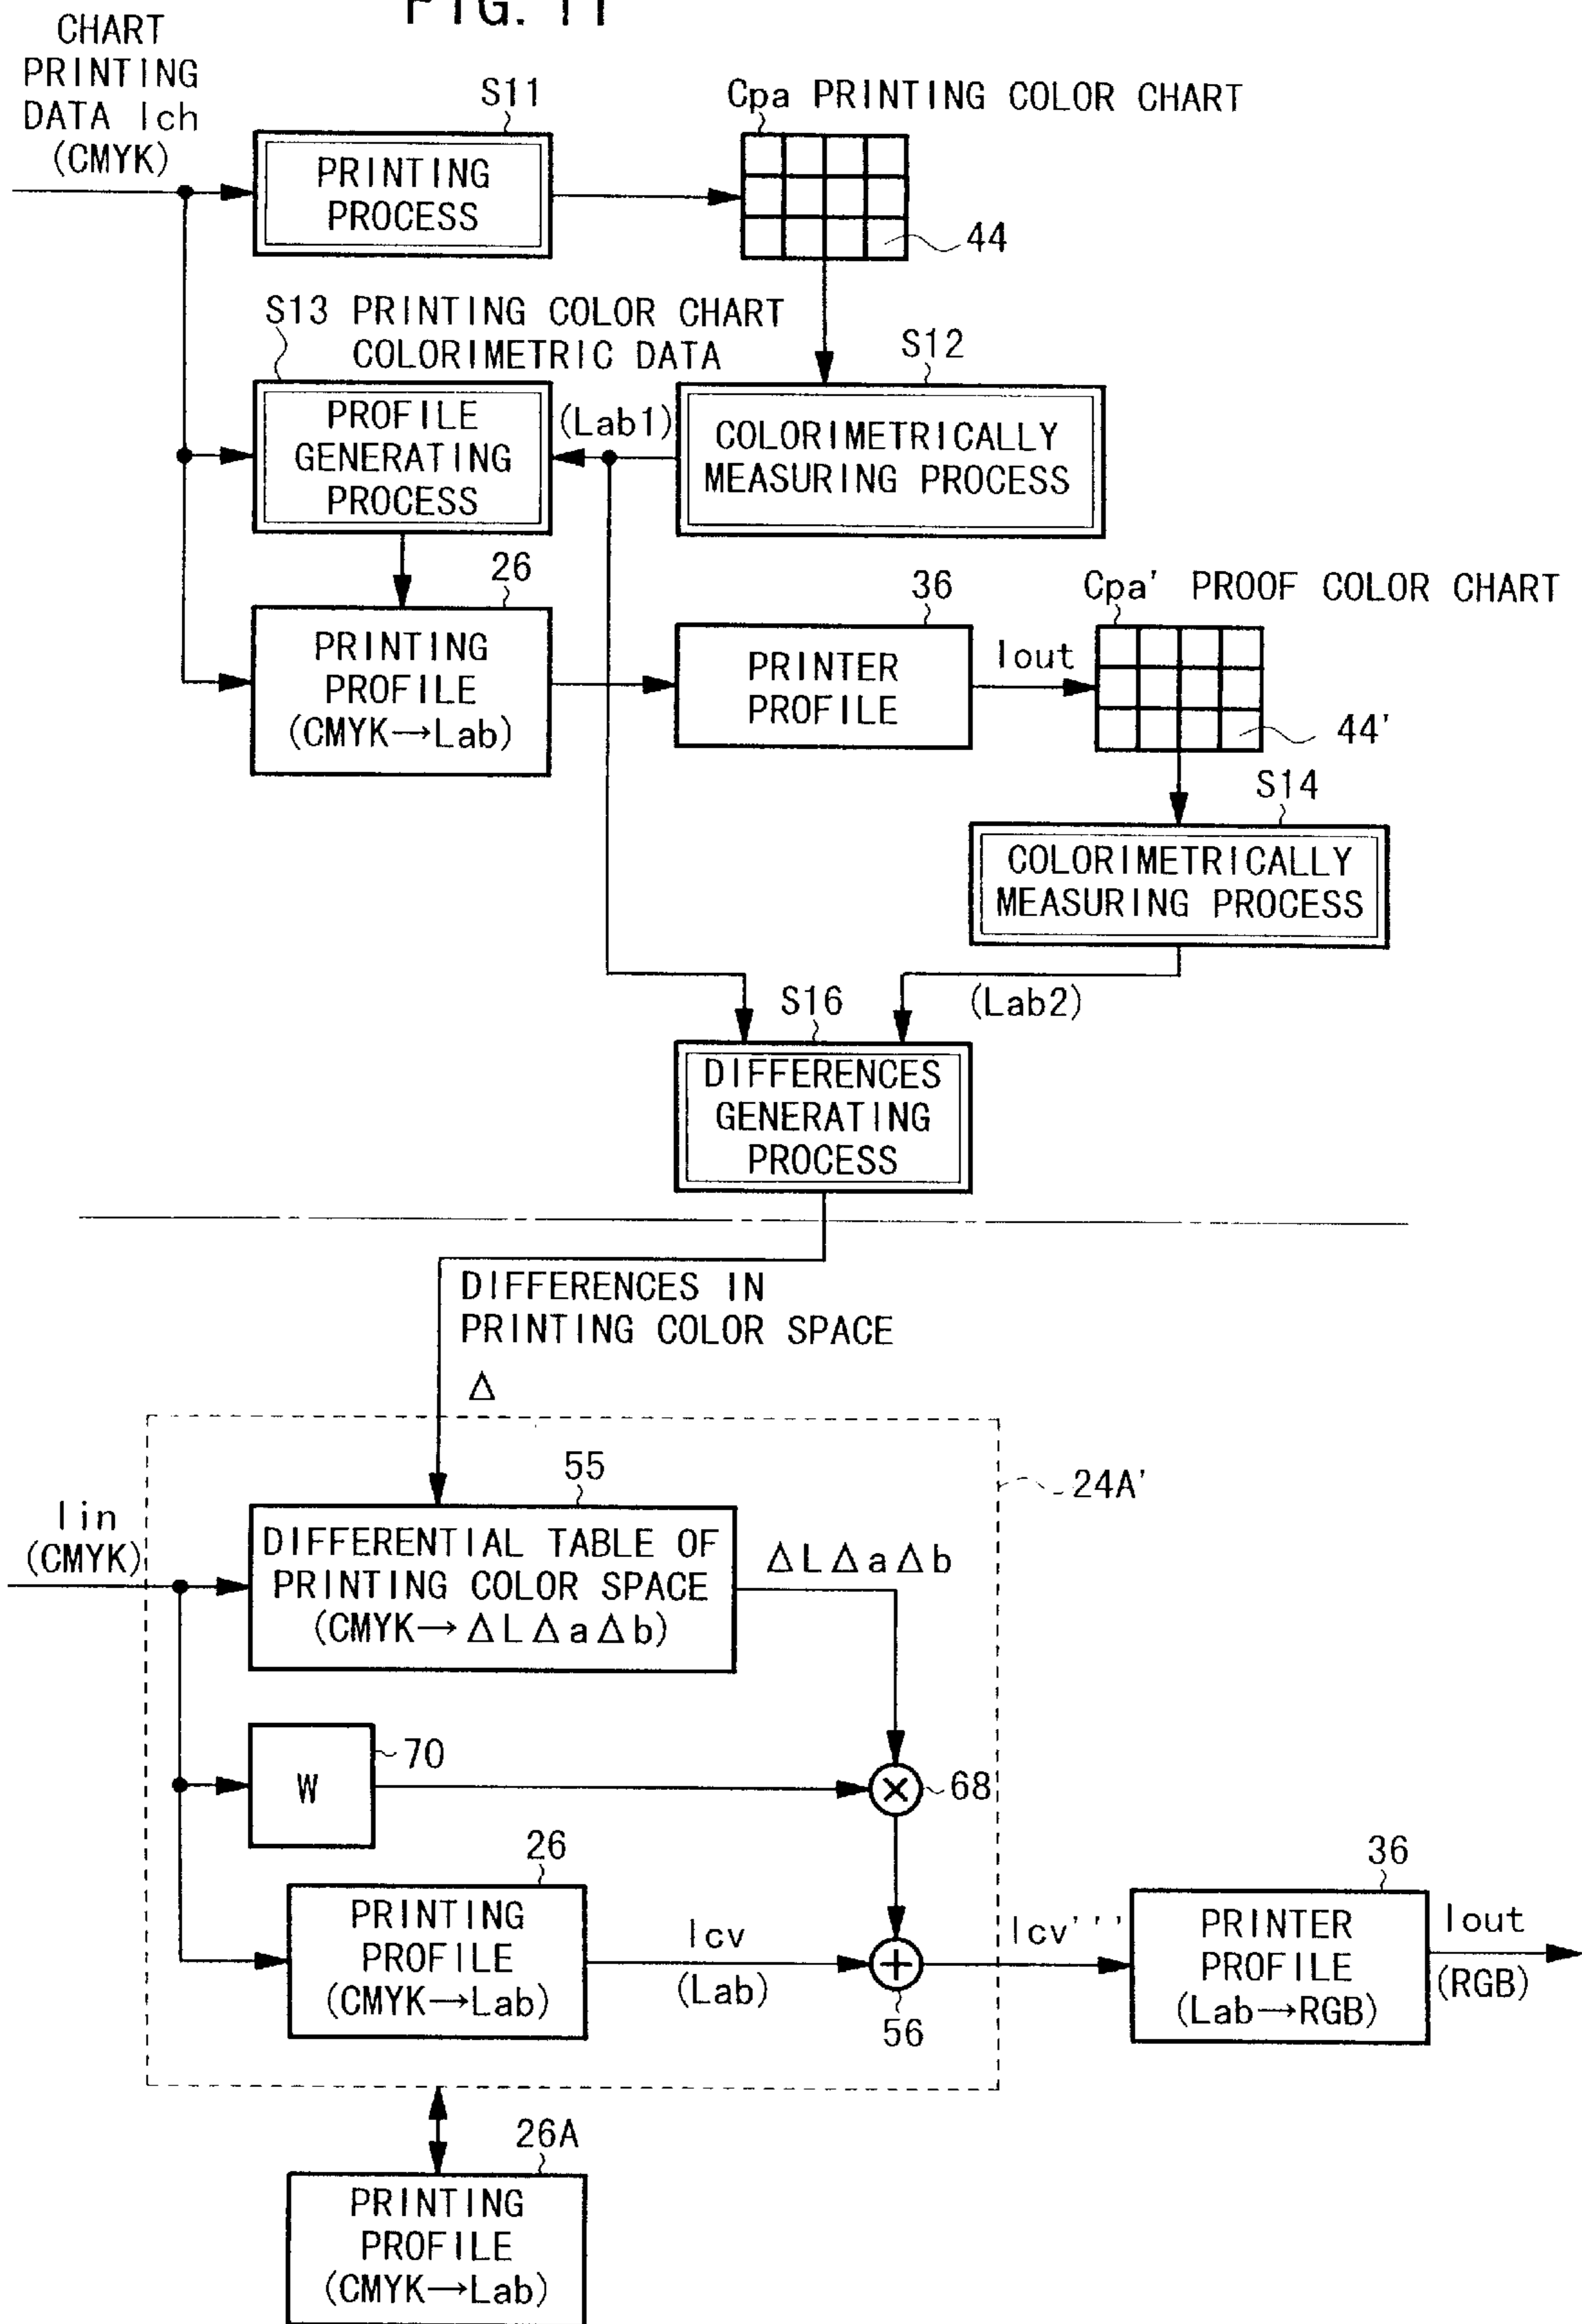 FIG. 11
CHART
PRINTING
DATA Ich
(CMYK)
S11
PRINTING
PROCESS
Cpa PRINTING COLOR CHART
44
S13 PRINTING COLOR CHART
COLORIMETRIC DATA
S12
PROFILE
GENERATING
PROCESS
(Lab1)
COLORIMETRICALLY
MEASURING PROCESS
26
PRINTING
PROFILE
(CMYK→Lab)
36
PRINTER
PROFILE
Iout
Cpa' PROOF COLOR CHART
44'
S14
COLORIMETRICALLY
MEASURING PROCESS
(Lab2)
S16
DIFFERENCES
GENERATING
PROCESS
DIFFERENCES IN
PRINTING COLOR SPACE
Δ
24A'
Iin
(CMYK)
55
DIFFERENTIAL TABLE OF
PRINTING COLOR SPACE
(CMYK→ΔLΔaΔb)
ΔLΔaΔb
W
70
68
26
PRINTING
PROFILE
(CMYK→Lab)
Icv
(Lab)
56
Icv'''
36
PRINTER
PROFILE
(Lab→RGB)
Iout
(RGB)
26A
PRINTING
PROFILE
(CMYK→Lab)